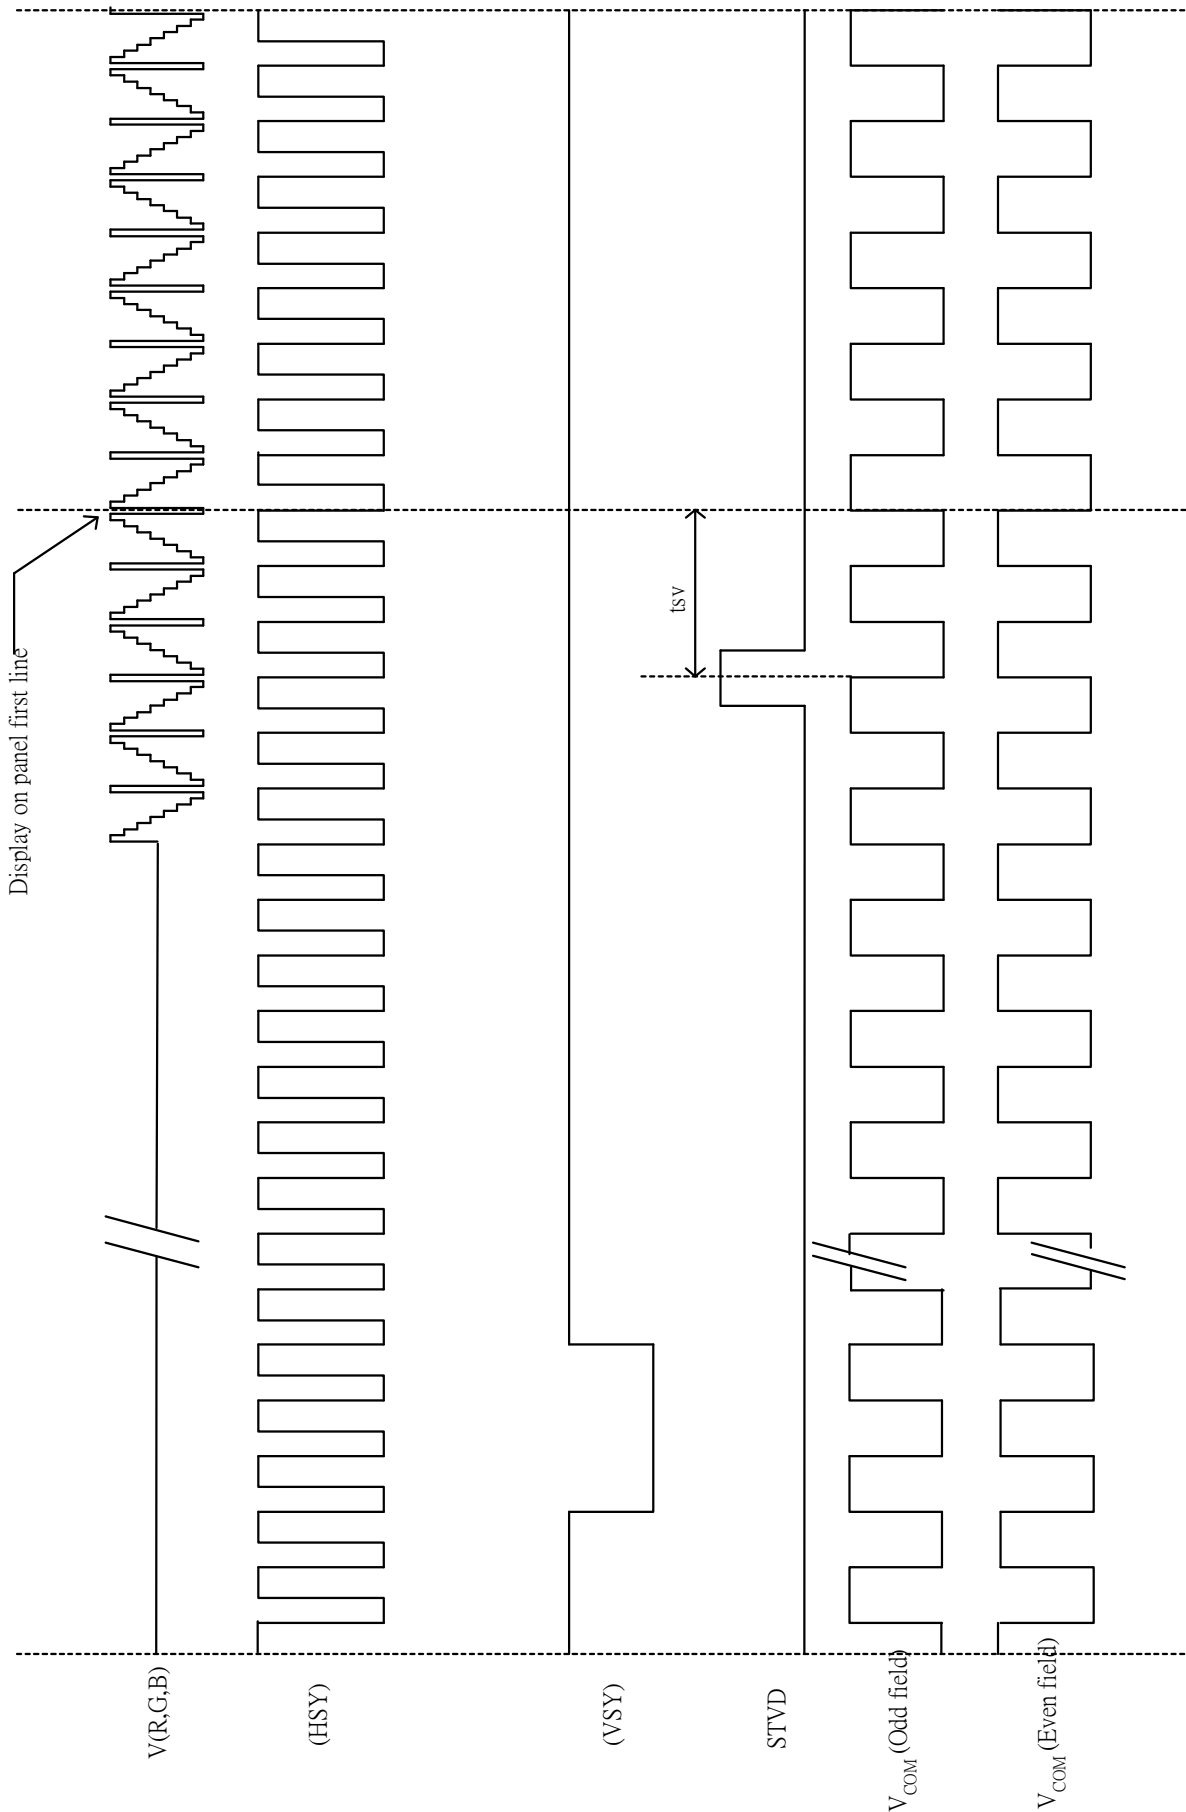 Display on panel first line
tsv
V(R,G,B)
(HSY)
(VSY)
STVD
VCOM (Odd field)
VCOM (Even field)